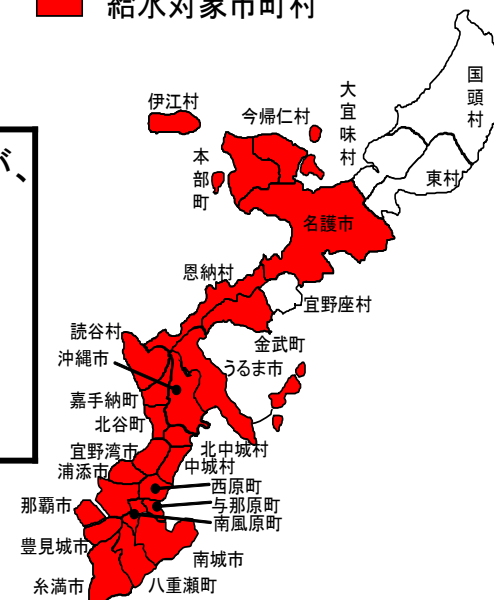 給水対象市町村
が、
国頭村
大宜味村
東村
伊江村
今帰仁村
本部町
名護市
恩納村
宜野座村
金武町
うるま市
読谷村
沖縄市
嘉手納町
北谷町
宜野湾市
北中城村
中城村
浦添市
西原町
与那原町
南風原町
那覇市
豊見城市
南城市
糸満市
八重瀬町